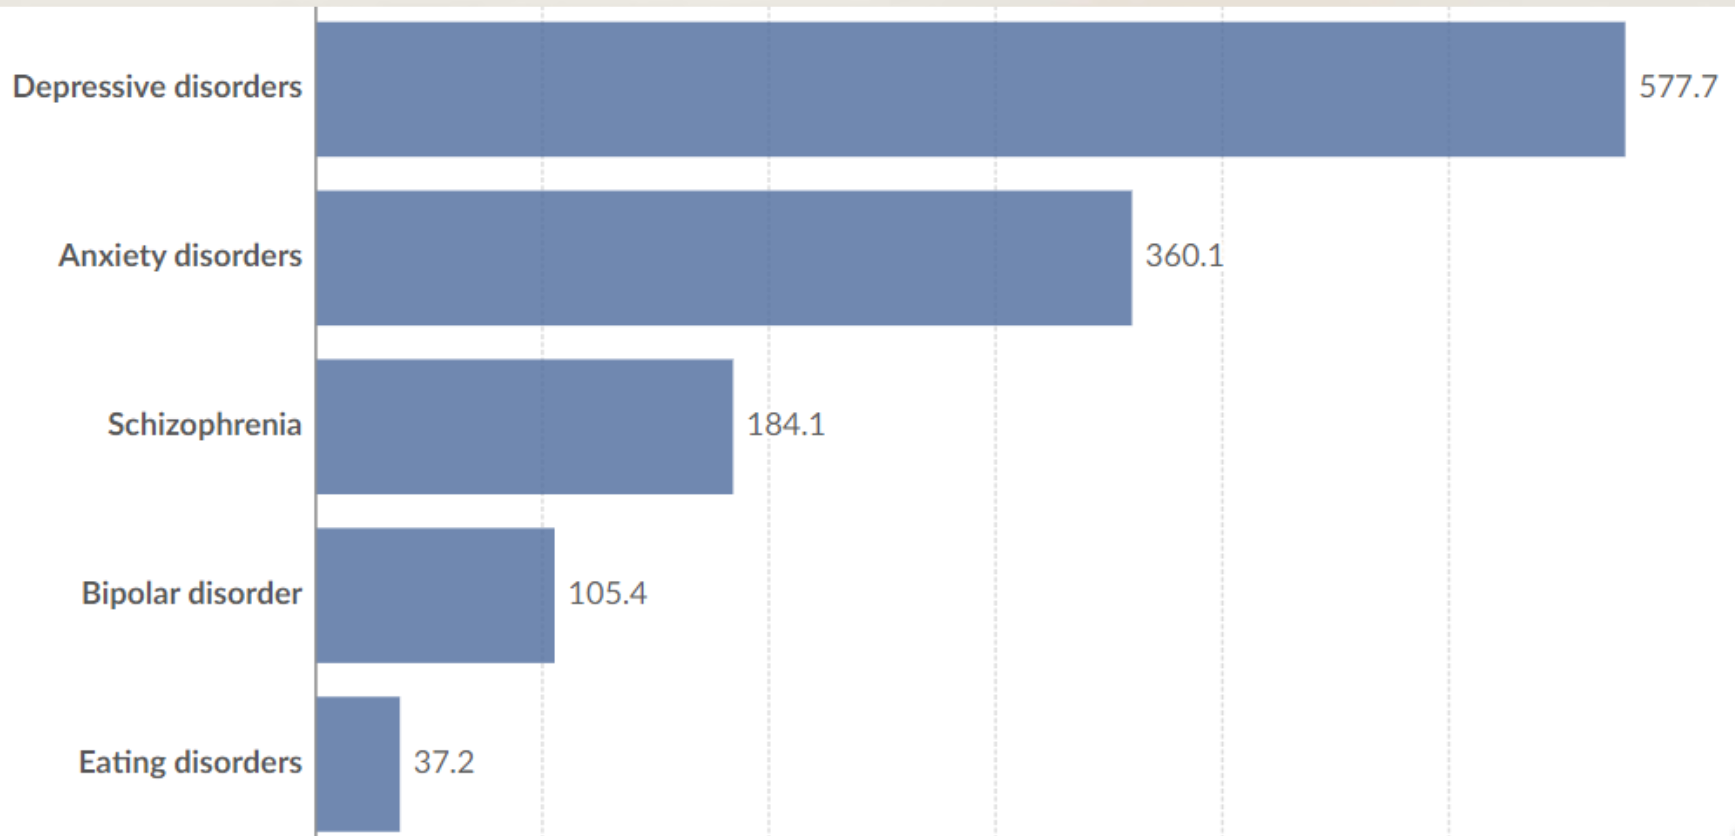 Depressive disorders 577.7
Anxiety disorders 360.1
Schizophrenia 184.1
Bipolar disorder 105.4
Eating disorders 37.2